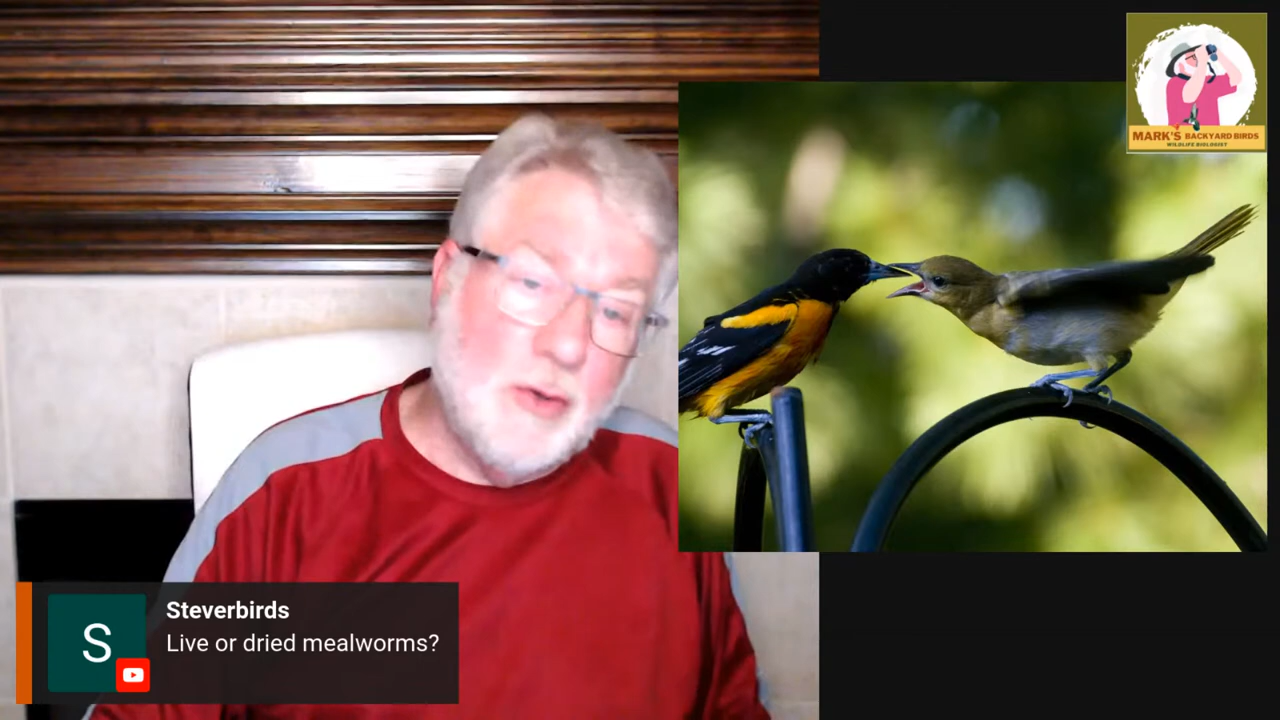 MARK'S BACKYARD BIRDS
WILDLIFE BIOLOGIST
S
Steverbirds
Live or dried mealworms?